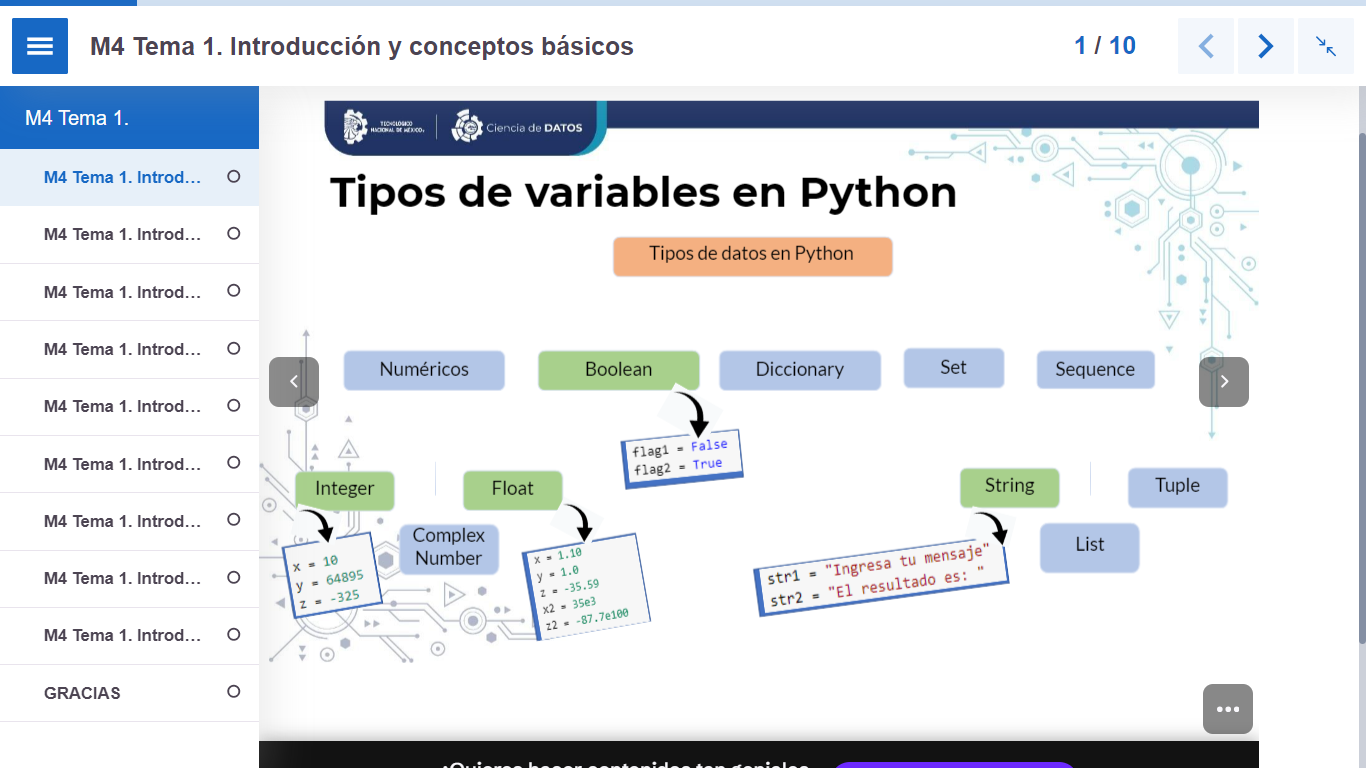 M4 Tema 1. Introducción y conceptos básicos
1 / 10
M4 Tema 1.
M4 Tema 1. Introd...
M4 Tema 1. Introd...
M4 Tema 1. Introd...
M4 Tema 1. Introd...
M4 Tema 1. Introd...
M4 Tema 1. Introd...
M4 Tema 1. Introd...
M4 Tema 1. Introd...
M4 Tema 1. Introd...
GRACIAS
TECNOLÓGICO
NACIONAL DE MÉXICO
Ciencia de DATOS
Tipos de variables en Python
Tipos de datos en Python
Numéricos
Boolean
Diccionary
Set
Sequence
flag1 = False
flag2 = True
Integer
Float
Complex
Number
String
Tuple
List
x = 10
y = 64895
z = -325
x = 1.10
y = 1.0
z = -35.59
x2 = 35e3
z2 = -87.7e100
str1 = "Ingresa tu mensaje"
str2 = "El resultado es: "